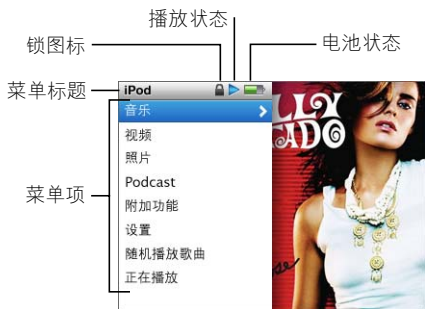 播放状态
锁图标
电池状态
菜单标题
iPod
音乐
视频
照片
菜单项
Podcast
附加功能
设置
随机播放歌曲
正在播放
LLY
ADO